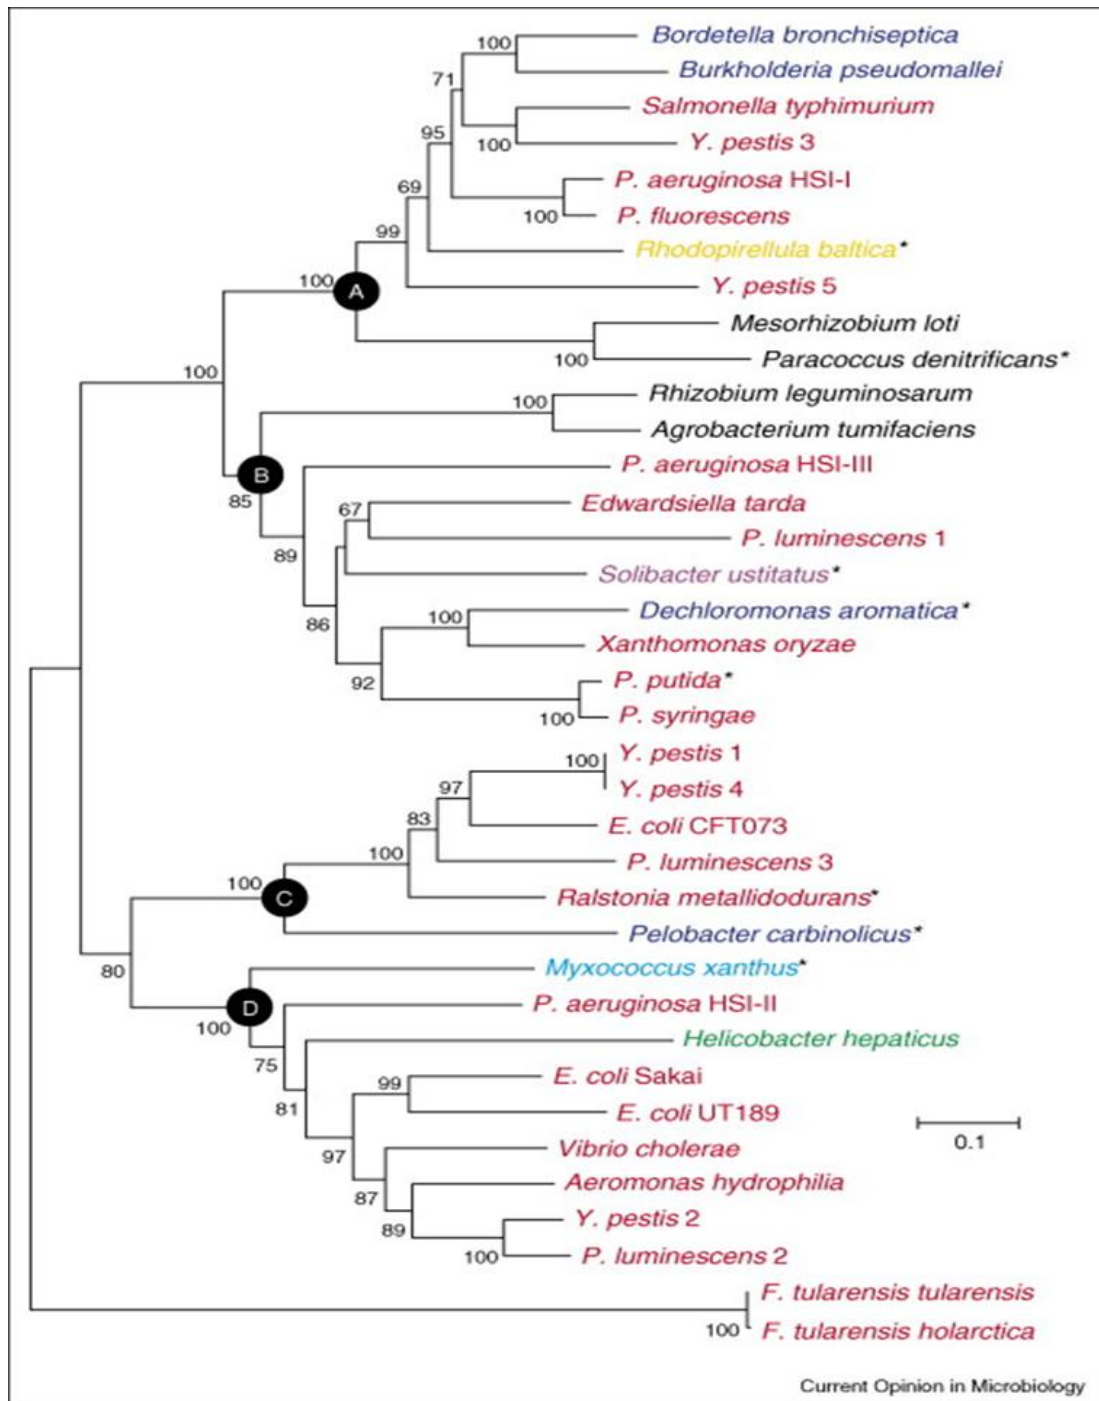 100
Bordetella bronchiseptica
Burkholderia pseudomallei
71
Salmonella typhimurium
95
100
Y. pestis 3
69
P. aeruginosa HSI-I
100
P. fluorescens
99
Rhodopirellula baltica*
100
A
Y. pestis 5
Mesorhizobium loti
100
Paracoccus denitrificans*
100
Rhizobium leguminosarum
100
Agrobacterium tumifaciens
B
P. aeruginosa HSI-III
85
67
Edwardsiella tarda
89
P. luminescens 1
Solibacter ustitatus*
86
100
Dechloromonas aromatica*
Xanthomonas oryzae
92
P. putida*
100
P. syringae
100
Y. pestis 1
97
Y. pestis 4
83
E. coli CFT073
100
P. luminescens 3
100
C
Ralstonia metallidodurans*
Pelobacter carbinolicus*
80
Myxococcus xanthus*
D
100
P. aeruginosa HSI-II
75
Helicobacter hepaticus
99
E. coli Sakai
81
E. coli UT189
0.1
97
Vibrio cholerae
87
Aeromonas hydrophilia
89
Y. pestis 2
100
P. luminescens 2
F. tularensis tularensis
100
F. tularensis holarctica
Current Opinion in Microbiology